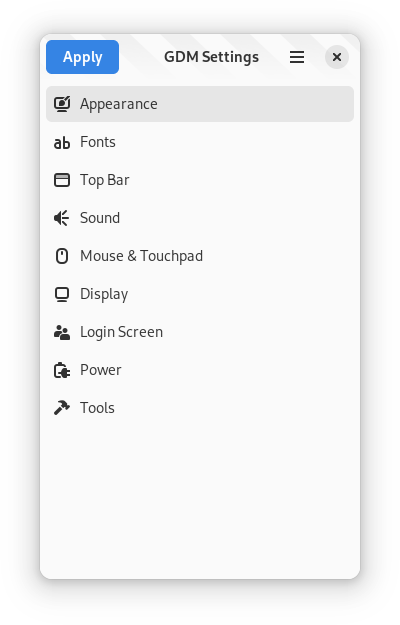 Apply
GDM Settings
Appearance
Fonts
Top Bar
Sound
Mouse & Touchpad
Display
Login Screen
Power
Tools